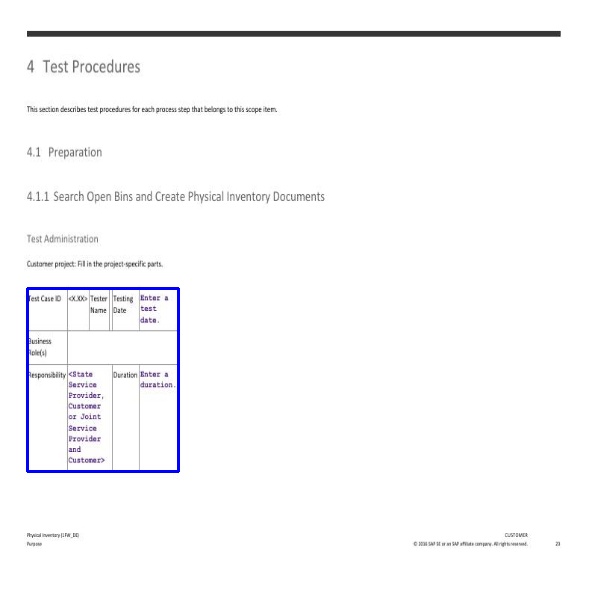 4 Test Procedures
This section describes test procedures for each process step that belongs to this scope item.
4.1 Preparation
4.1.1 Search Open Bins and Create Physical Inventory Documents
Test Administration
Customer project: Fill in the project-specific parts.
Test Case ID <X.XX> Tester Name Testing Date Enter a test date.
Business Role(s)
Responsibility <State Service Provider, Customer or Joint Service Provider and Customer> Duration Enter a duration.
Physical Inventory (1FW_DE) CUSTOMER
Purpose © 2016 SAP SE or an SAP affiliate company. All rights reserved. 23